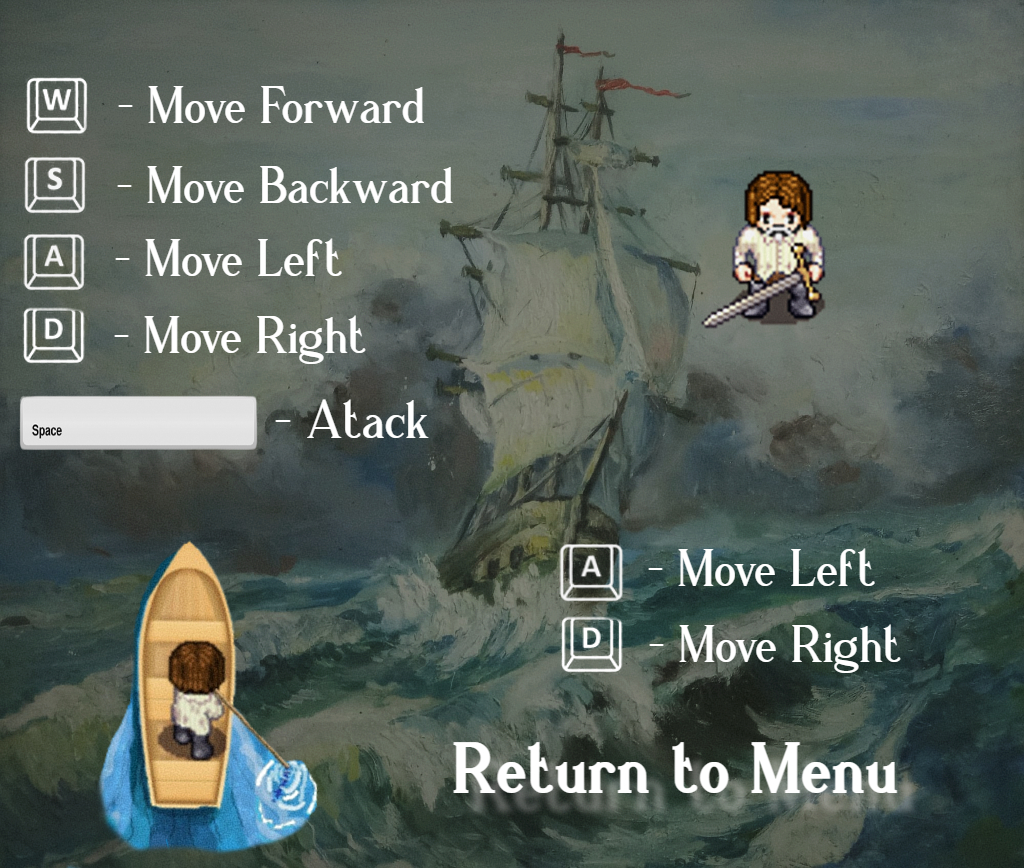 W - Move Forward
S - Move Backward
A - Move Left
D - Move Right
Space - Atack
A - Move Left
D - Move Right
Return to Menu